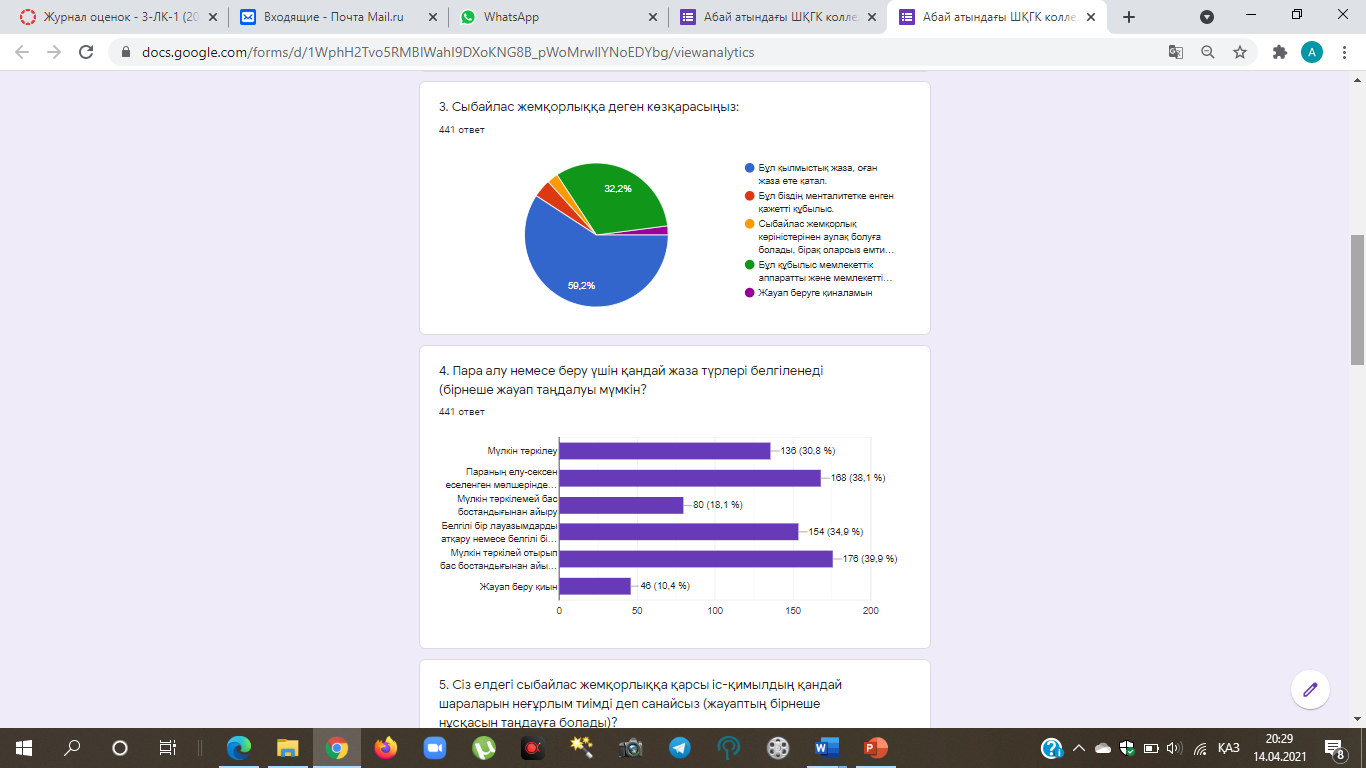 Журнал оценок - 3-ЛК-1 (20
Входящие - Почта Mail.ru
WhatsApp
Абай атындағы ШҚГК колле
Абай атындағы ШҚГК колле
docs.google.com/forms/d/1WphH2Tvo5RMBlWahI9DXoKNG8B_pWoMrwllYNoEDYbg/viewanalytics
A
3. Сыбайлас жемқорлыққа деген көзқарасыңыз:
441 ответ
32,2%
59,2%
Бұл қылмыстық жаза, оған
жаза өте қатал.
Бұл біздің менталитетке енген
қажетті құбылыс.
Сыбайлас жемқорлық
көріністерінен аулақ болуға
болады, бірақ оларсыз емти...
Бұл құбылыс мемлекеттік
аппаратты және мемлекетті...
Жауап беруге қиналамын
4. Пара алу немесе беру үшін қандай жаза түрлері белгіленеді
(бірнеше жауап таңдалуы мүмкін?
441 ответ
Мүлкін тәркілеу
136 (30,8 %)
Параның елу-сексен
еселенген мөлшерінде...
168 (38,1 %)
Мүлкін тәркілемей бас
бостандығынан айыру
80 (18,1 %)
Белгілі бір лауазымдарды
атқару немесе белгілі бі...
154 (34,9 %)
Мүлкін тәркілей отырып
бас бостандығынан айы...
176 (39,9 %)
Жауап беру қиын
46 (10,4 %)
0 50 100 150 200
5. Сіз елдегі сыбайлас жемқорлыққа қарсы іс-қимылдың қандай
шараларын неғұрлым тиімді деп санайсыз (жауаптың бірнеше
нұсқасын таңдауға болады)?
ҚАЗ
20:29
14.04.2021
8